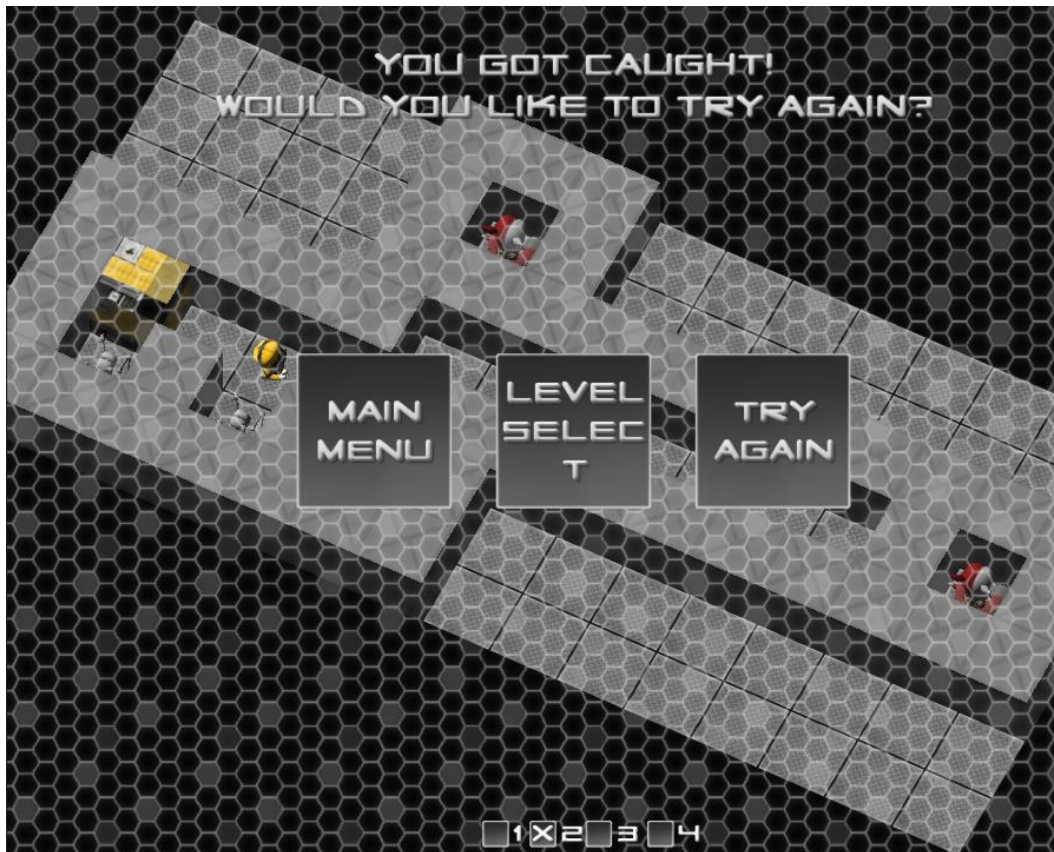 YOU GOT CAUGHT!
WOULD YOU LIKE TO TRY AGAIN?
MAIN
MENU
LEVEL
SELEC
T
TRY
AGAIN
1 X 2 3 4